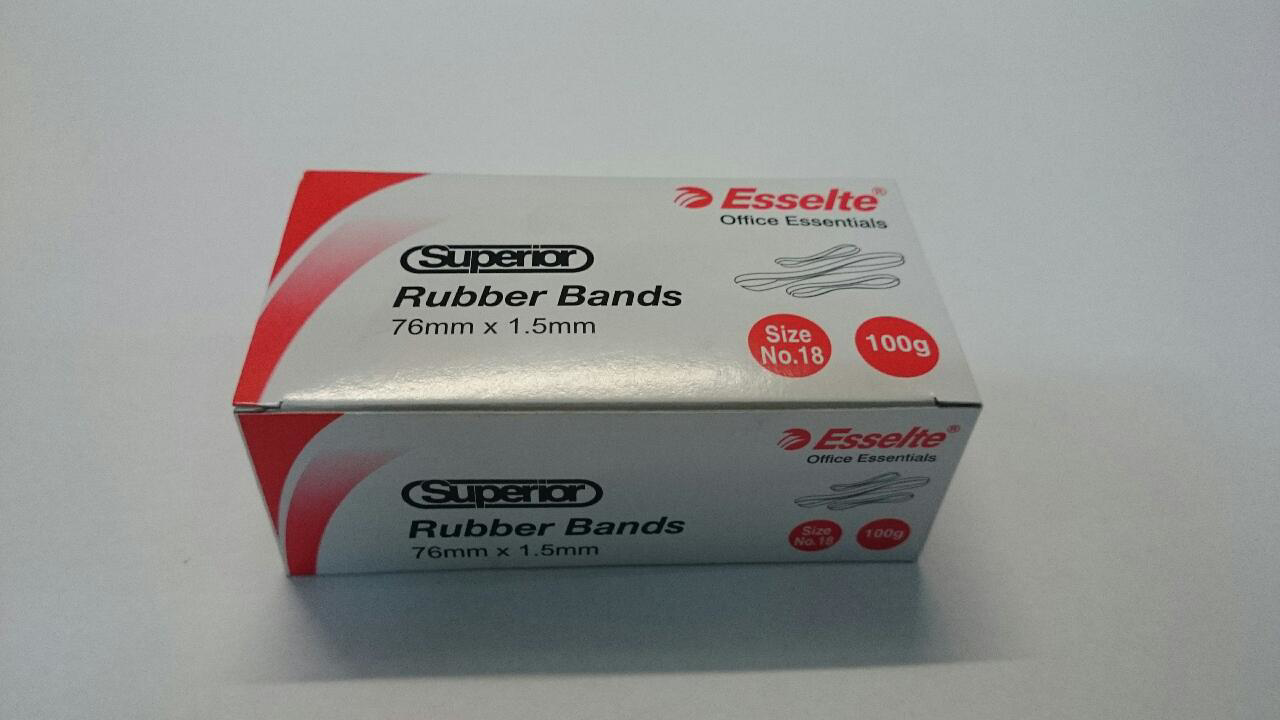 Esselte®
Office Essentials
Superior
Rubber Bands
76mm x 1.5mm
Size
No.18
100g
Esselte®
Office Essentials
Superior
Rubber Bands
76mm x 1.5mm
Size
No.18
100g